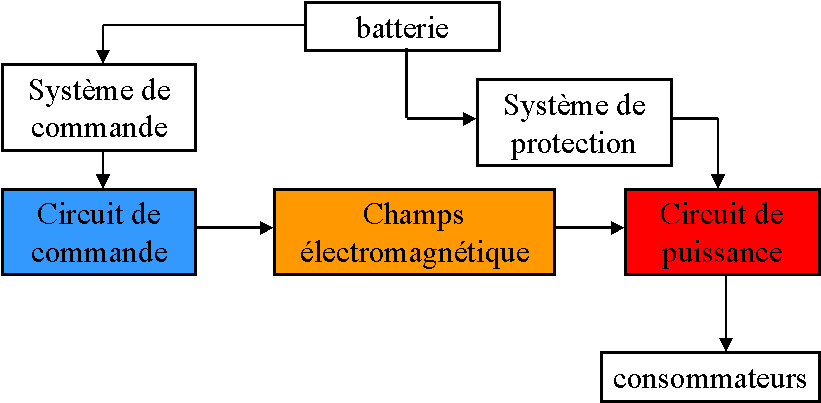 batterie
Système de
commande
Système de
protection
Circuit de
commande
Champs
électromagnétique
Circuit de
puissance
consommateurs